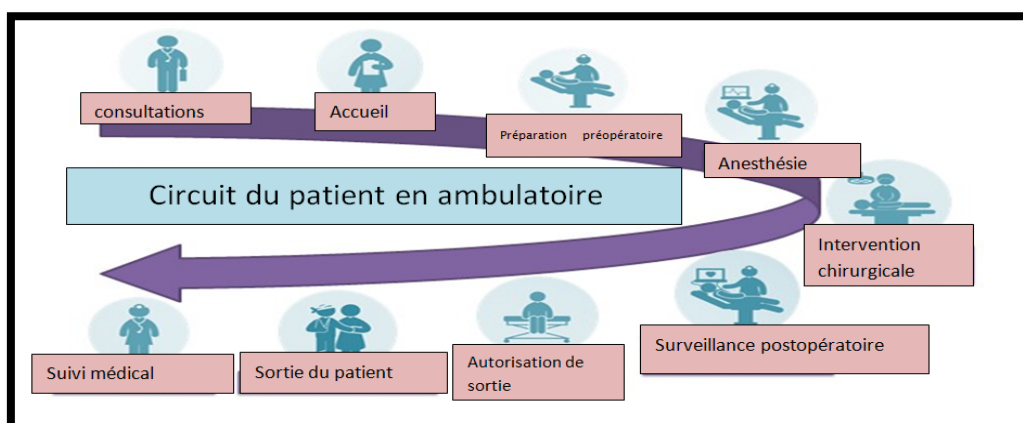 consultations
Accueil
Préparation préopératoire
Anesthésie
Circuit du patient en ambulatoire
Intervention
chirurgicale
Surveillance postopératoire
Autorisation de
sortie
Sortie du patient
Suivi médical